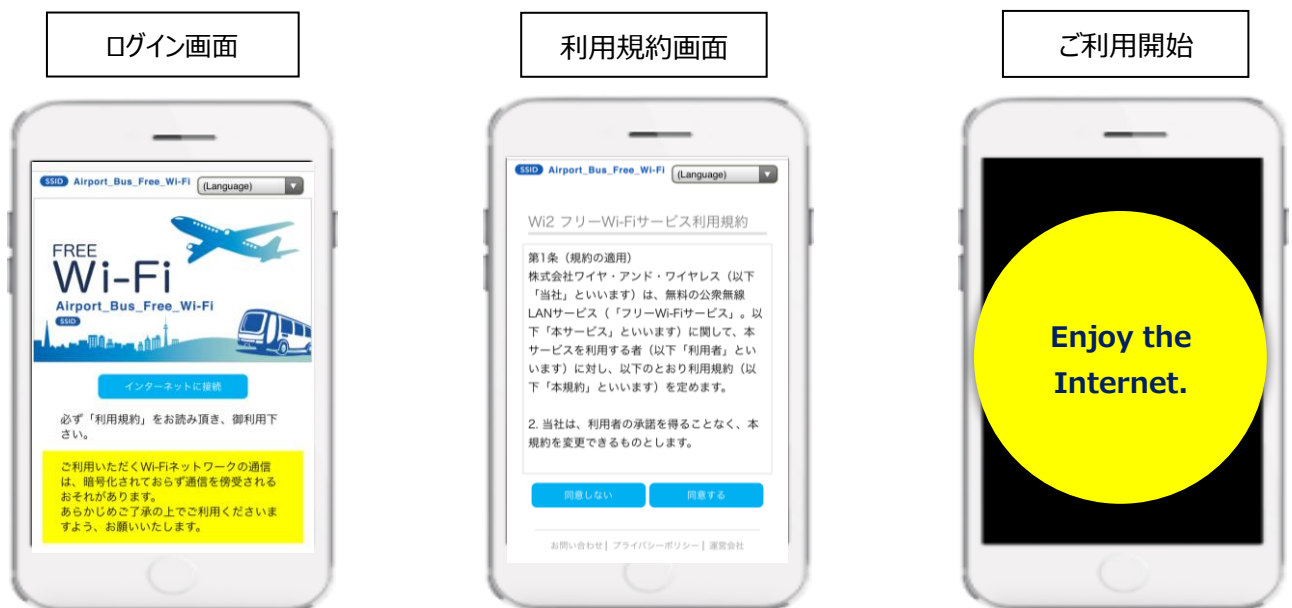 ログイン画面
利用規約画面
ご利用開始
SSID Airport_Bus_Free_Wi-Fi (Language)
FREE
Wi-Fi
Airport_Bus_Free_Wi-Fi
SSID
インターネットに接続
必ず「利用規約」をお読み頂き、御利用下
さい。
ご利用いただくWi-Fiネットワークの通信
は、暗号化されておらず通信を傍受される
おそれがあります。
あらかじめご了承の上でご利用くださいま
すよう、お願いいたします。
SSID Airport_Bus_Free_Wi-Fi (Language)
Wi2 フリーWi-Fiサービス利用規約
第1条（規約の適用）
株式会社ワイヤ・アンド・ワイヤレス（以下
「当社」といいます）は、無料の公衆無線
LANサービス（「フリーWi-Fiサービス」。以
下「本サービス」といいます）に関して、本
サービスを利用する者（以下「利用者」とい
います）に対し、以下のとおり利用規約（以
下「本規約」といいます）を定めます。
2. 当社は、利用者の承諾を得ることなく、本
規約を変更できるものとします。
同意しない 同意する
お問い合わせ| プライバシーポリシー| 運営会社
Enjoy the
Internet.